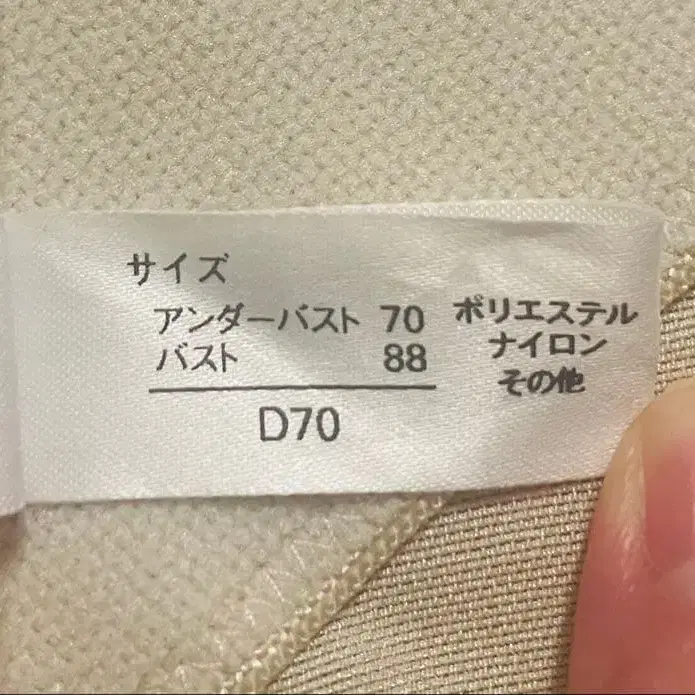 サイズ
アンダーバスト 70
バスト 88
D70
ポリエステル
ナイロン
その他